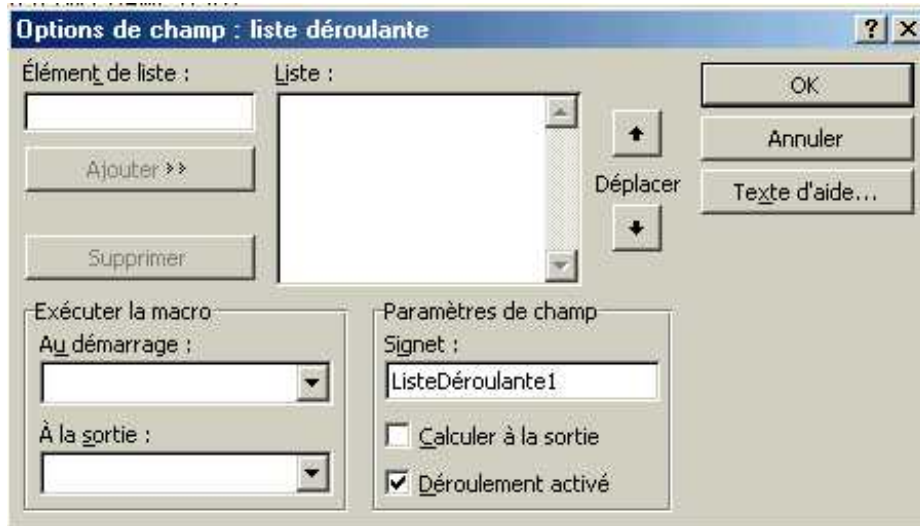 Options de champ : liste déroulante
Élément de liste :
Liste :
OK
Ajouter >>
Annuler
Déplacer
Texte d'aide...
Supprimer
Exécuter la macro
Au démarrage :
À la sortie :
Paramètres de champ
Signet :
ListeDéroulante1
Calculer à la sortie
Déroulement activé